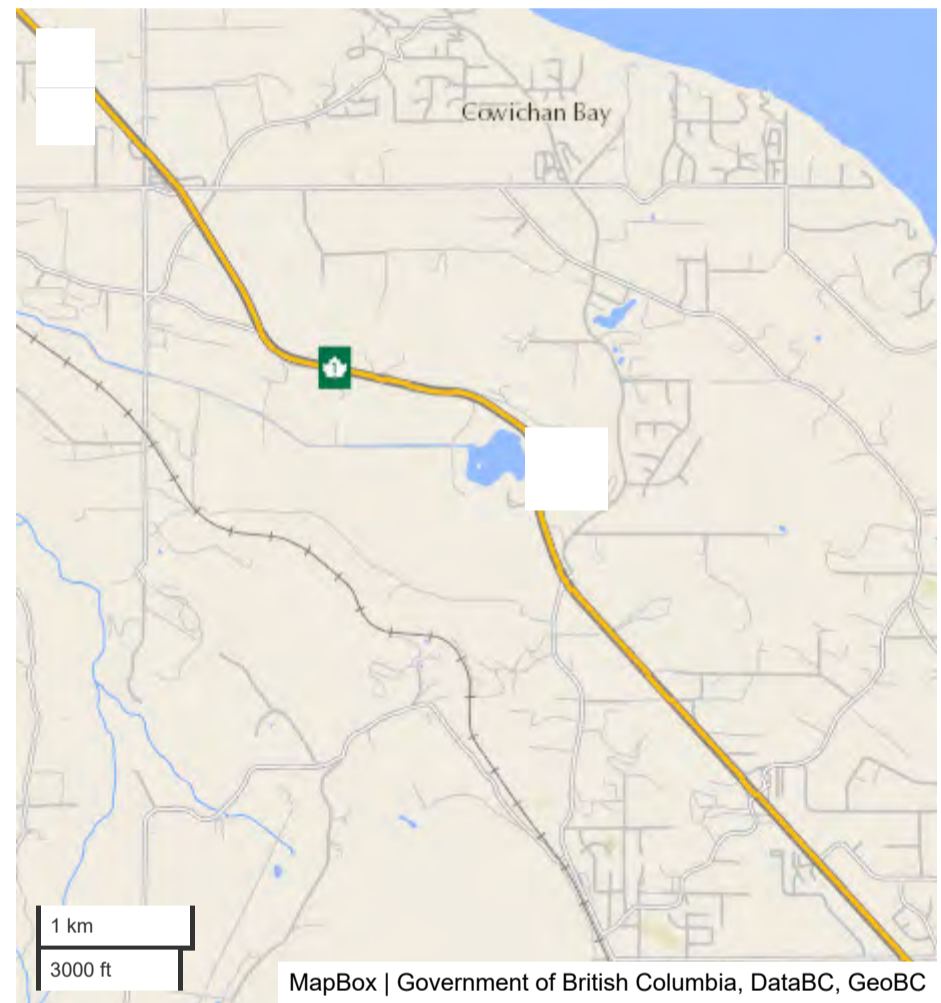 Cowichan Bay
1
1 km
3000 ft
MapBox | Government of British Columbia, DataBC, GeoBC